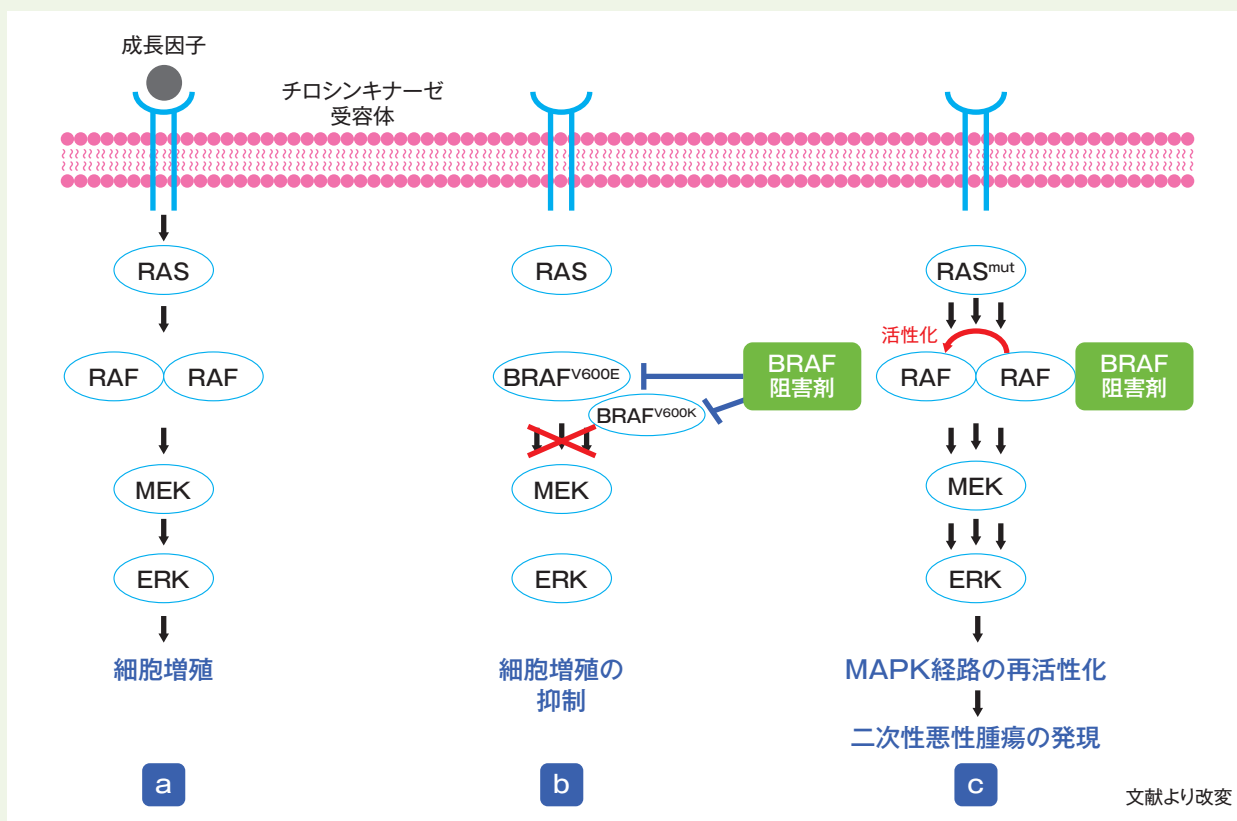 成長因子
チロシンキナーゼ
受容体
RAS
RAF RAF
MEK
ERK
細胞増殖
a
RAS
BRAFV600E
BRAFV600K
BRAF
阻害剤
MEK
ERK
細胞増殖の
抑制
b
RASmut
活性化
RAF RAF
BRAF
阻害剤
MEK
ERK
MAPK経路の再活性化
二次性悪性腫瘍の発現
c
文献より改変